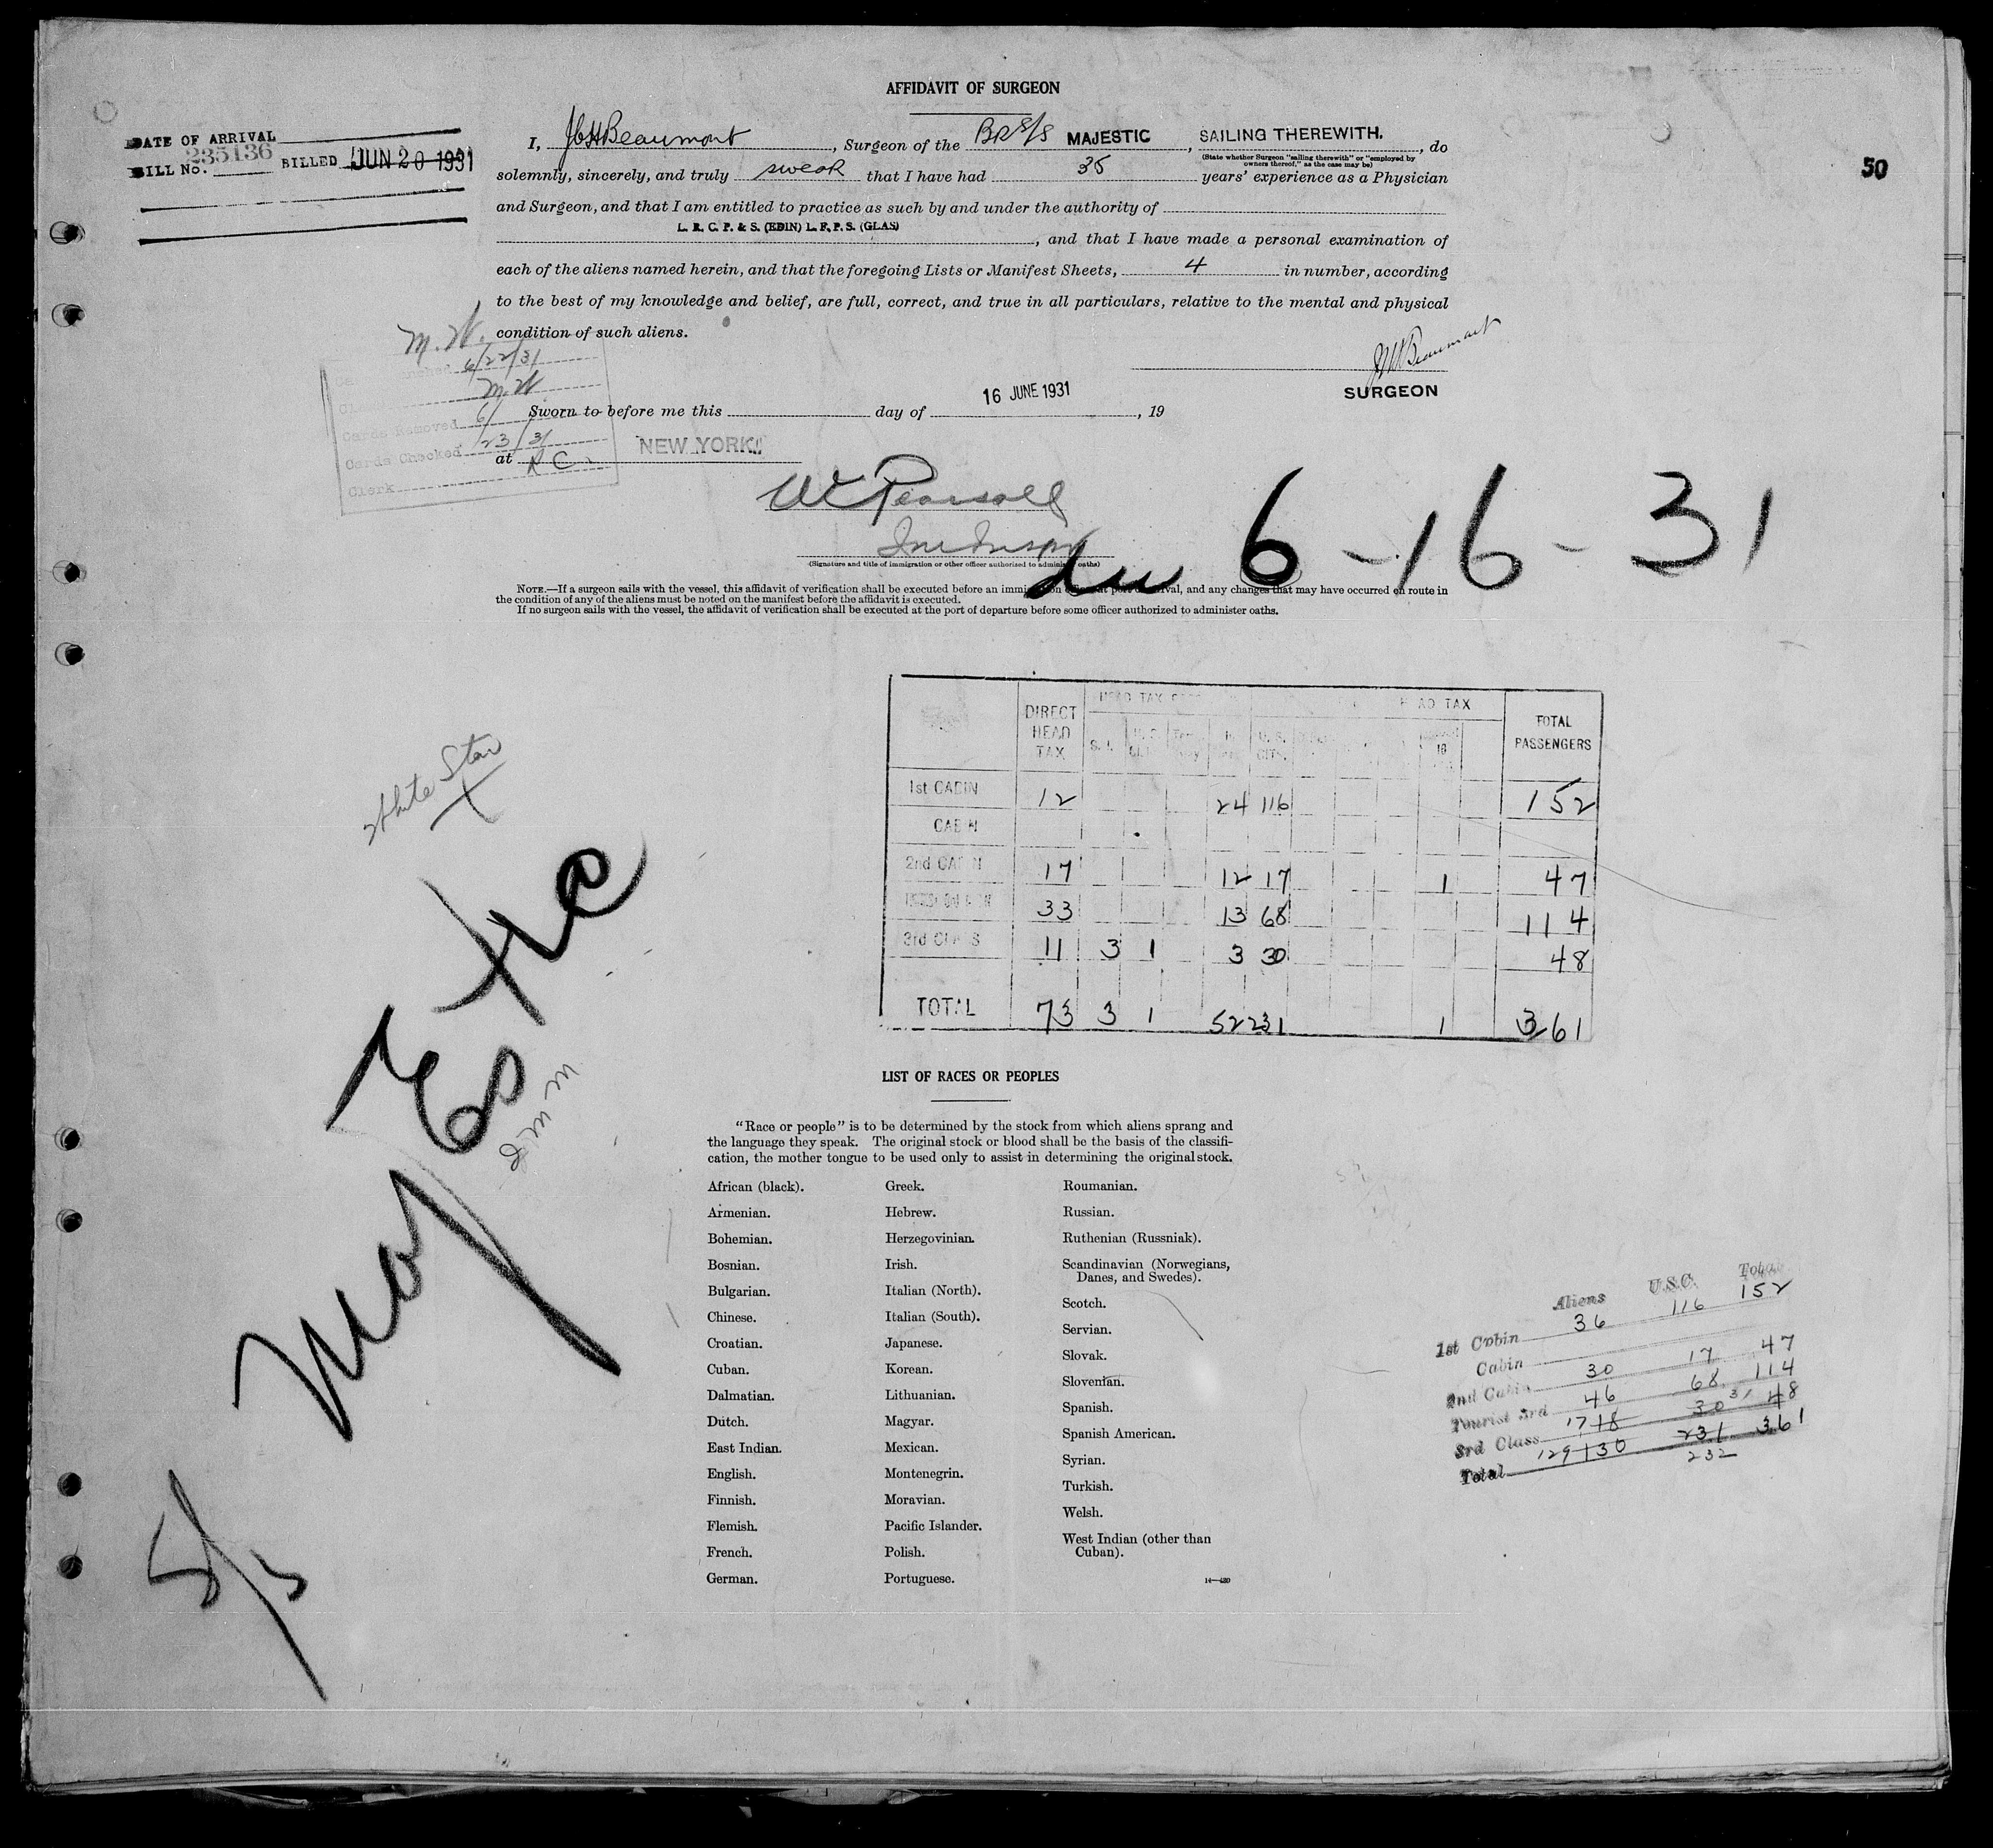 AFFIDAVIT OF SURGEON
DATE OF ARRIVAL
BILL No. 235136 BILLED JUN 20 1931
50
I, JCHBeaumont, Surgeon of the BR S/S MAJESTIC, SAILING THEREWITH., do
(State whether Surgeon "sailing therewith" or "employed by owners thereof," as the case may be)
solemnly, sincerely, and truly swear that I have had 35 years' experience as a Physician
and Surgeon, and that I am entitled to practice as such by and under the authority of
L. R. C. P. & S. (EDIN) L. F. P. S. (GLAS), and that I have made a personal examination of
each of the aliens named herein, and that the foregoing Lists or Manifest Sheets, 4 in number, according
to the best of my knowledge and belief, are full, correct, and true in all particulars, relative to the mental and physical
condition of such aliens.
JCHBeaumont
SURGEON
M.W.
6/22/31
M.W
Cards Removed 6/
Cards Checked 23/31
Clerk R C
Sworn to before me this day of 16 JUNE 1931, 19
at NEW YORK
W Pearsall
(Signature and title of immigration or other officer authorized to administer oaths)
6-16-31
NOTE.—If a surgeon sails with the vessel, this affidavit of verification shall be executed before an immigration officer at port of arrival, and any changes that may have occurred en route in
the condition of any of the aliens must be noted on the manifest before the affidavit is executed.
If no surgeon sails with the vessel, the affidavit of verification shall be executed at the port of departure before some officer authorized to administer oaths.
White Star
DIRECT HEAD TAX HEAD TAX HEAD TAX TOTAL PASSENGERS
S. I. U. S. CIT. 16
1st CABIN 12 24 116 152
CABIN
2nd CABIN 17 12 17 1 47
33 13 68 114
3rd CLASS 11 3 1 3 30 48
TOTAL 73 3 1 52 231 1 361
MajEstic
5/15
LIST OF RACES OR PEOPLES
"Race or people" is to be determined by the stock from which aliens sprang and
the language they speak. The original stock or blood shall be the basis of the classifi-
cation, the mother tongue to be used only to assist in determining the original stock.
African (black).
Armenian.
Bohemian.
Bosnian.
Bulgarian.
Chinese.
Croatian.
Cuban.
Dalmatian.
Dutch.
East Indian.
English.
Finnish.
Flemish.
French.
German.
Greek.
Hebrew.
Herzegovinian.
Irish.
Italian (North).
Italian (South).
Japanese.
Korean.
Lithuanian.
Magyar.
Mexican.
Montenegrin.
Moravian.
Pacific Islander.
Polish.
Portuguese.
Roumanian.
Russian.
Ruthenian (Russniak).
Scandinavian (Norwegians,
Danes, and Swedes).
Scotch.
Servian.
Slovak.
Slovenian.
Spanish.
Spanish American.
Syrian.
Turkish.
Welsh.
West Indian (other than
Cuban).
14—430
Aliens U.S.C. Total
1st Cabin 36 116 152
Cabin
2nd Cabin 30 17 47
Tourist 3rd 46 68 114
3rd Class 17 18 30 31 48
Total 129 130 231 361
232